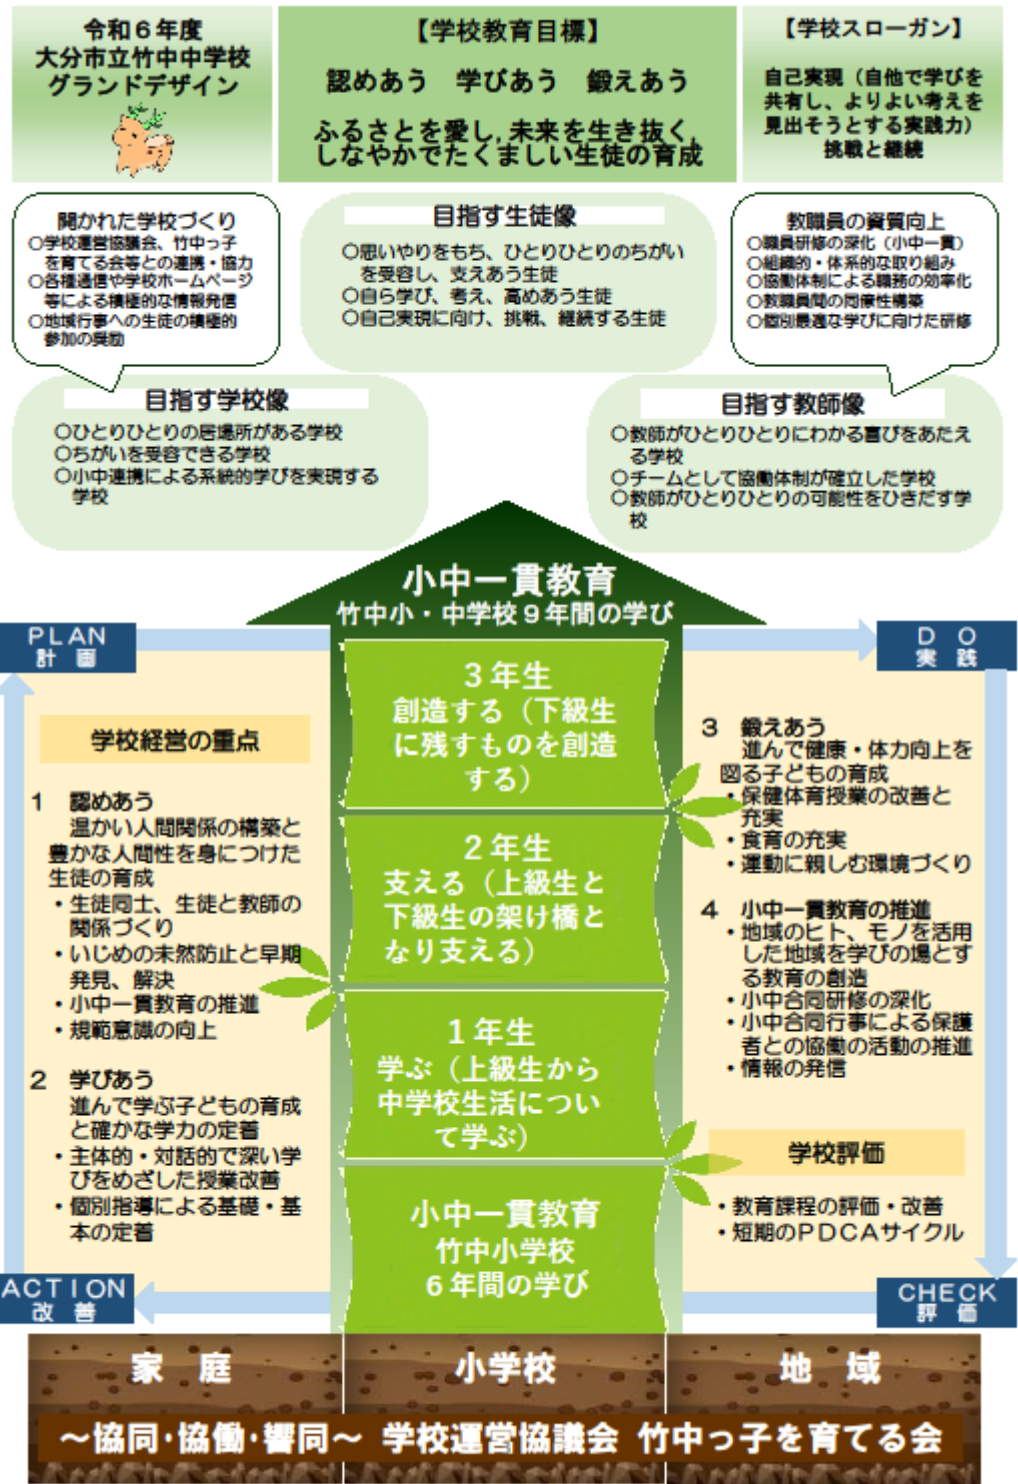 令和６年度
大分市立竹中中学校
グランドデザイン
【学校教育目標】
認めあう　学びあう　鍛えあう
ふるさとを愛し,未来を生き抜く,
しなやかでたくましい生徒の育成
【学校スローガン】
自己実現（自他で学びを
共有し、よりよい考えを
見出そうとする実践力）
挑戦と継続
開かれた学校づくり
○学校運営協議会、竹中っ子
を育てる会等との連携・協力
○各種通信や学校ホームページ
等による積極的な情報発信
○地域行事への生徒の積極的
参加の奨励
目指す生徒像
○思いやりをもち、ひとりひとりのちがい
を受容し、支えあう生徒
○自ら学び、考え、高めあう生徒
○自己実現に向け、挑戦、継続する生徒
教職員の資質向上
○職員研修の深化（小中一貫）
○組織的・体系的な取り組み
○協働体制による職務の効率化
○教職員間の同僚性構築
○個別最適な学びに向けた研修
目指す学校像
○ひとりひとりの居場所がある学校
○ちがいを受容できる学校
○小中連携による系統的学びを実現する
学校
目指す教師像
○教師がひとりひとりにわかる喜びをあたえ
る学校
○チームとして協働体制が確立した学校
○教師がひとりひとりの可能性をひきだす学
校
小中一貫教育
竹中小・中学校９年間の学び
PLAN
計　画
ＤＯ
実　践
３年生
創造する（下級生
に残すものを創造
する）
２年生
支える（上級生と
下級生の架け橋と
なり支える）
１年生
学ぶ（上級生から
中学校生活につい
て学ぶ）
小中一貫教育
竹中小学校
６年間の学び
学校経営の重点
１　認めあう
温かい人間関係の構築と
豊かな人間性を身につけた
生徒の育成
・生徒同士、生徒と教師の
関係づくり
・いじめの未然防止と早期
発見、解決
・小中一貫教育の推進
・規範意識の向上
２　学びあう
進んで学ぶ子どもの育成
と確かな学力の定着
・主体的・対話的で深い学
びをめざした授業改善
・個別指導による基礎・基
本の定着
３　鍛えあう
進んで健康・体力向上を
図る子どもの育成
・保健体育授業の改善と
充実
・食育の充実
・運動に親しむ環境づくり
４　小中一貫教育の推進
・地域のヒト、モノを活用
した地域を学びの場とす
る教育の創造
・小中合同研修の深化
・小中合同行事による保護
者との協働の活動の推進
・情報の発信
学校評価
・教育課程の評価・改善
・短期のＰＤＣＡサイクル
ACTION
改　善
CHECK
評　価
家　庭
小学校
地　域
～協同・協働・響同～ 学校運営協議会 竹中っ子を育てる会